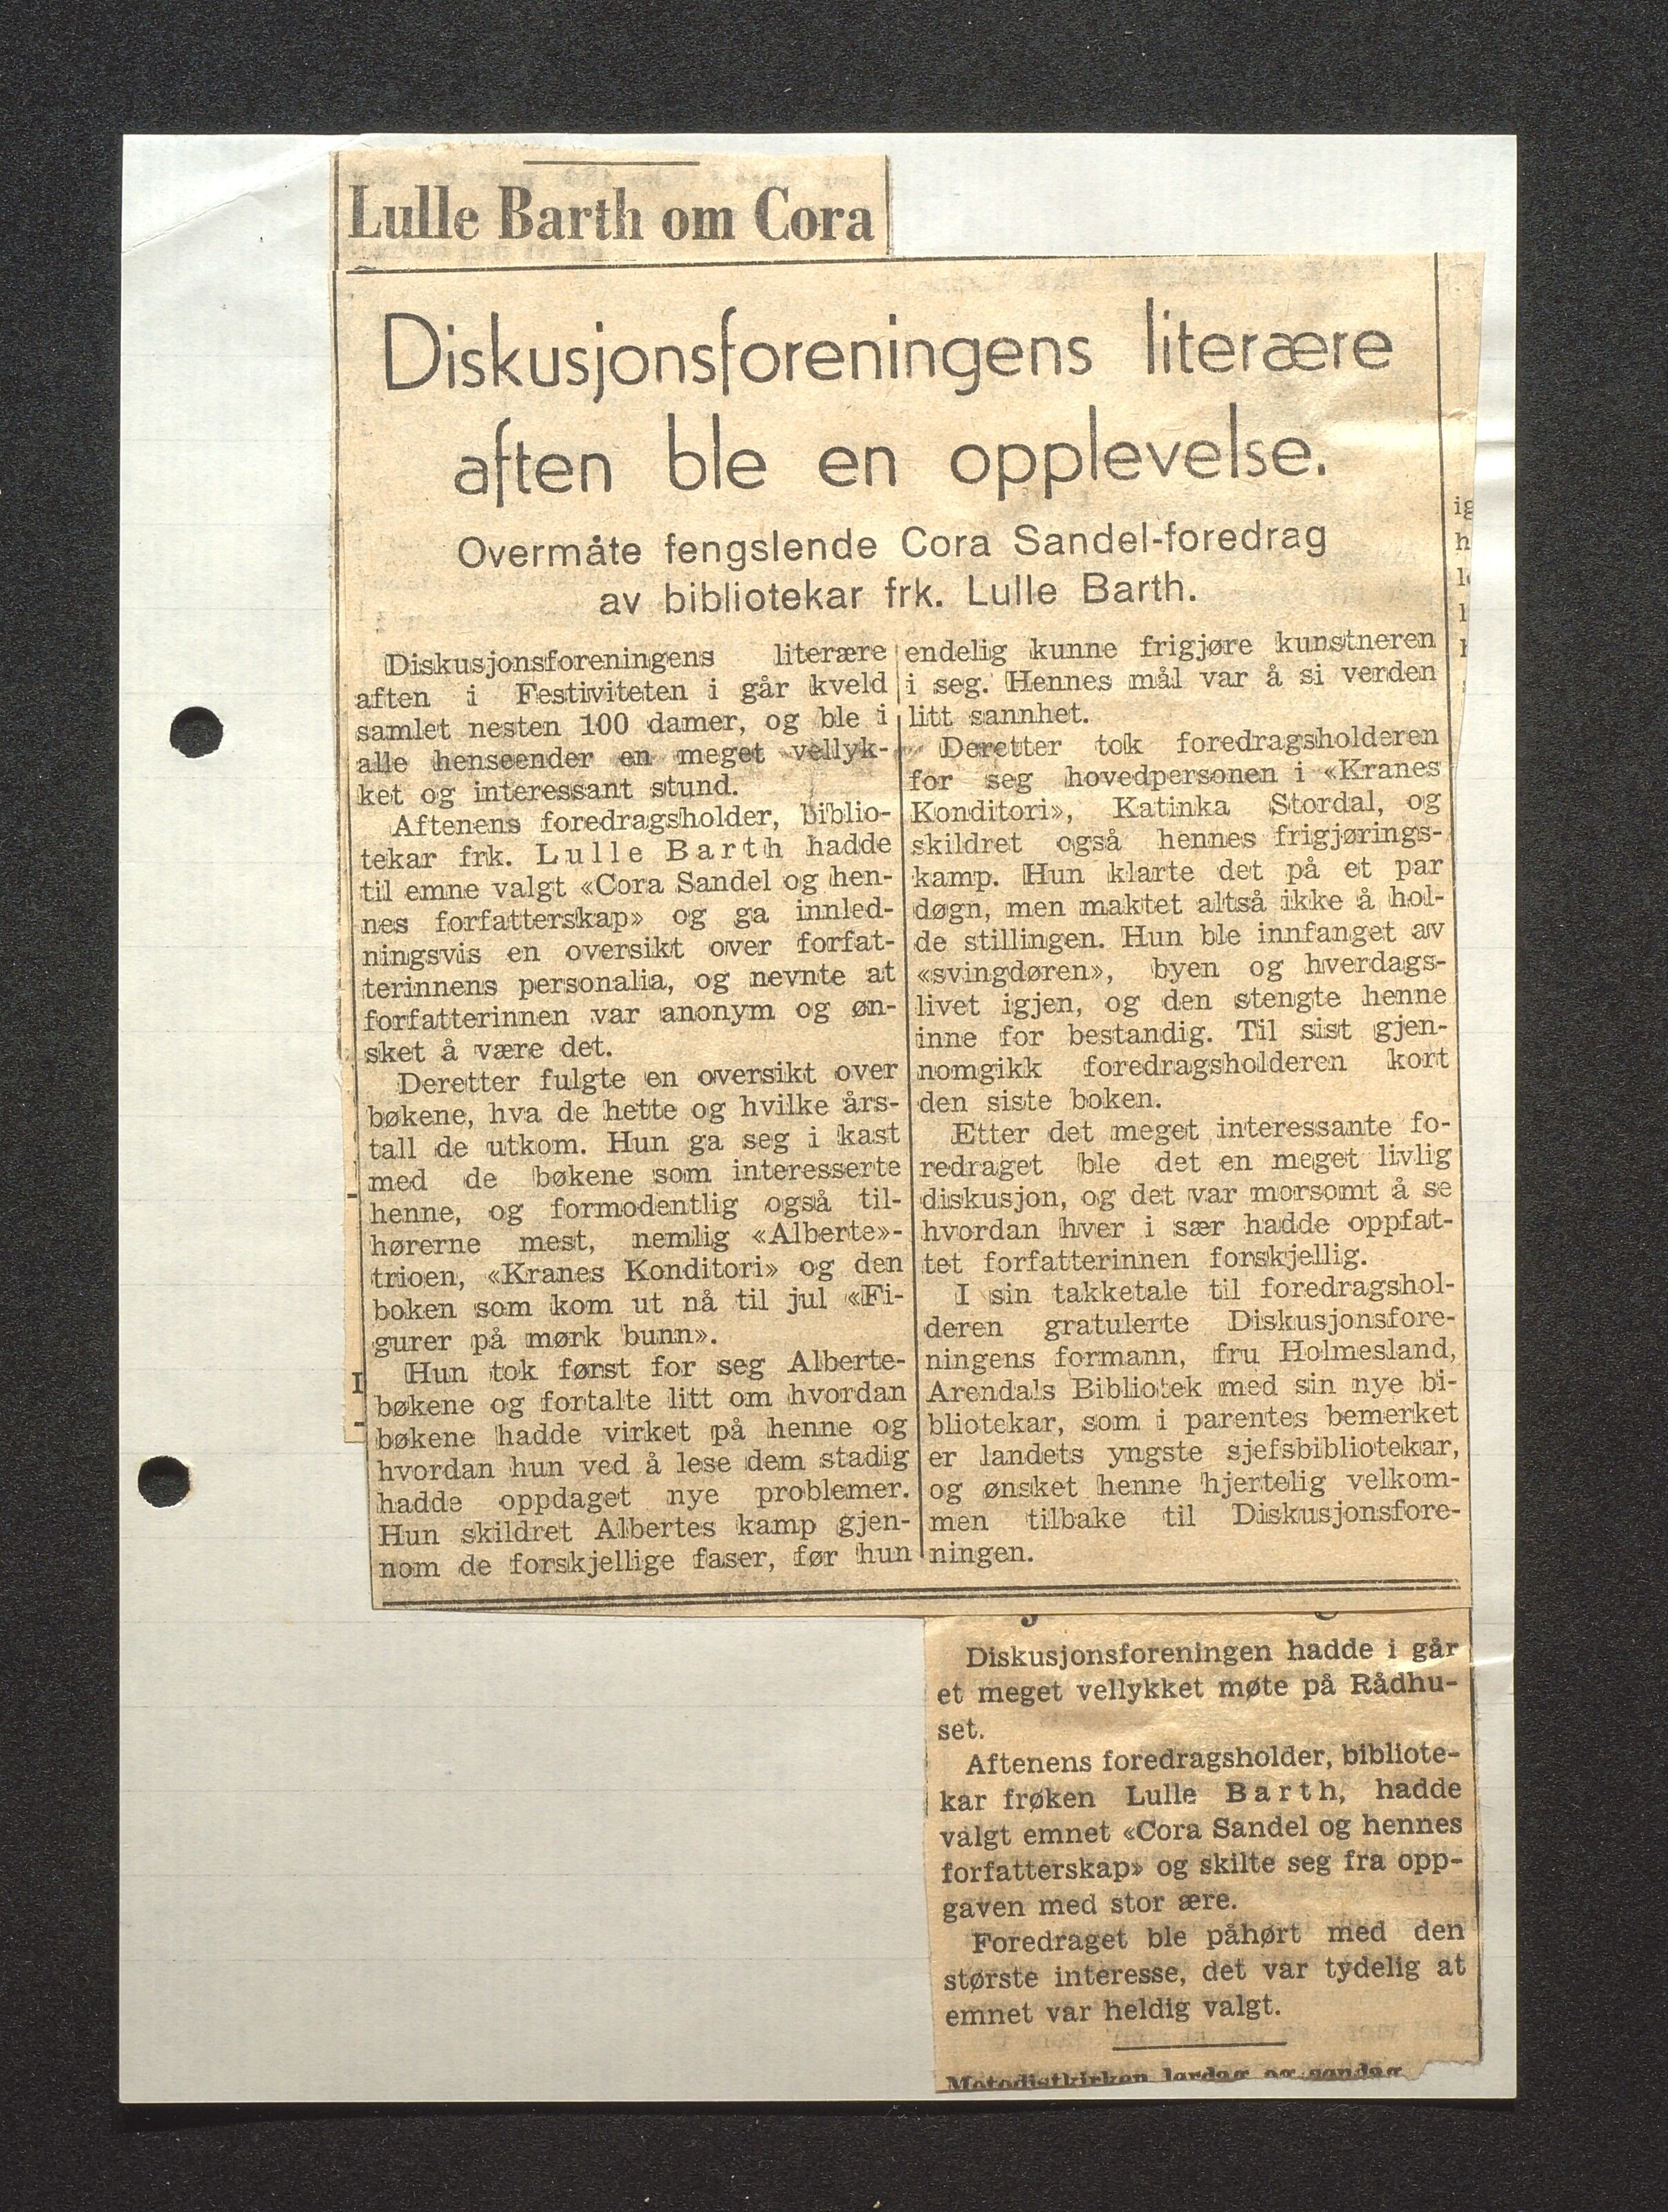 Lulle Barth om Cora
Diskusjonsforeningens literære
aften ble en opplevelse.
Overmåte fengslende Cora Sandel-foredrag
av bibliotekar frk. Lulle Barth.
Diskusjonsforeningens literære
aften i Festiviteten i går kveld
samlet nesten 100 damer, og ble i
alle henseender en meget vellyk-
ket og interessant stund.
Aftenens foredragsholder, biblio-
tekar frk. Lulle Barth hadde
til emne valgt «Cora Sandel og hen-
nes forfatterskap» og ga innled-
ningsvis en oversikt over forfat-
terinnens personalia, og nevnte at
forfatterinnen var anonym og øn-
sket å være det.
Deretter fulgte en oversikt over
bøkene, hva de hette og hvilke års-
tall de utkom. Hun ga seg i kast
med de bøkene som interesserte
henne, og formodentlig også til-
hørerne mest, nemlig «Alberte»-
trioen, «Kranes Konditori» og den
boken som kom ut nå til jul «Fi-
gurer på mørk bunn».
Hun tok først for seg Alberte-
bøkene og fortalte litt om hvordan
bøkene hadde virket på henne og
hvordan hun ved å lese dem stadig
hadde oppdaget nye problemer.
Hun skildret Albertes kamp gjen-
nom de forskjellige faser, før hun
endelig kunne frigjøre kunstneren
i seg. Hennes mål var å si verden
litt sannhet.
Deretter tok foredragsholderen
for seg hovedpersonen i «Kranes
Konditori», Katinka Stordal, og
skildret også hennes frigjørings-
kamp. Hun klarte det på et par
døgn, men maktet altså ikke å hol-
de stillingen. Hun ble innfanget av
«svingdøren», byen og hverdags-
livet igjen, og den stengte henne
inne for bestandig. Til sist gjen-
nomgikk foredragsholderen kort
den siste boken.
Etter det meget interessante fo-
redraget ble det en meget livlig
diskusjon, og det var morsomt å se
hvordan hver i sær hadde oppfat-
tet forfatterinnen forskjellig.
I sin takketale til foredragshol-
deren gratulerte Diskusjonsfore-
ningens formann, fru Holmesland,
Arendals Bibliotek med sin nye bi-
bliotekar, som i parentes bemerket
er landets yngste sjefsbibliotekar,
og ønsket henne hjertelig velkom-
men tilbake til Diskusjonsfore-
ningen.
Diskusjonsforeningen hadde i går
et meget vellykket møte på Rådhu-
set.
Aftenens foredragsholder, bibliote-
kar frøken Lulle Barth, hadde
valgt emnet «Cora Sandel og hennes
forfatterskap» og skilte seg fra opp-
gaven med stor ære.
Foredraget ble påhørt med den
største interesse, det var tydelig at
emnet var heldig valgt.
Metodistkirken lørdag og søndag